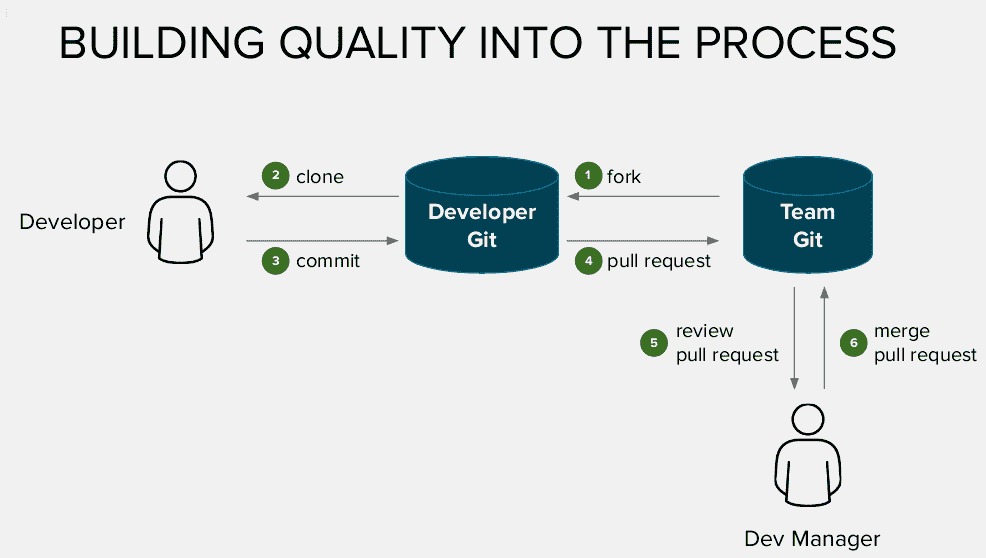 BUILDING QUALITY INTO THE PROCESS
2 clone
1 fork
Developer
Developer
Git
Team
Git
3 commit
4 pull request
5 review
pull request
6 merge
pull request
Dev Manager